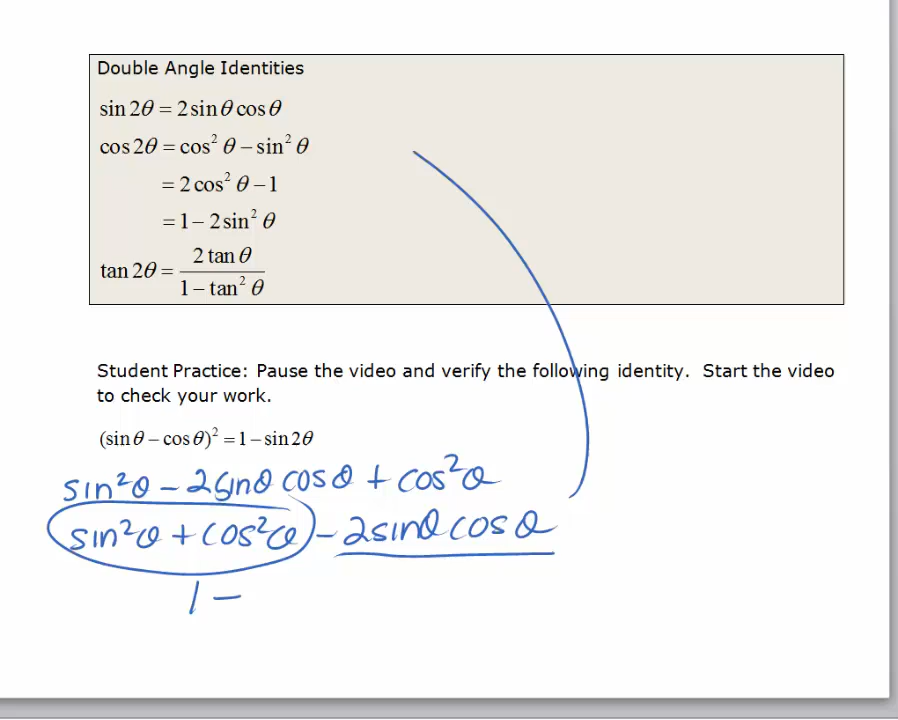 Double Angle Identities
sin 2θ = 2 sin θ cos θ
cos 2θ = cos² θ − sin² θ
= 2 cos² θ − 1
= 1 − 2 sin² θ
tan 2θ = 2 tan θ / 1 − tan² θ
Student Practice: Pause the video and verify the following identity. Start the video
to check your work.
(sin θ − cos θ)² = 1 − sin 2θ
sin²θ − 2sinθ cosθ + cos²θ
sin²θ + cos²θ − 2sinθ cosθ
1 −